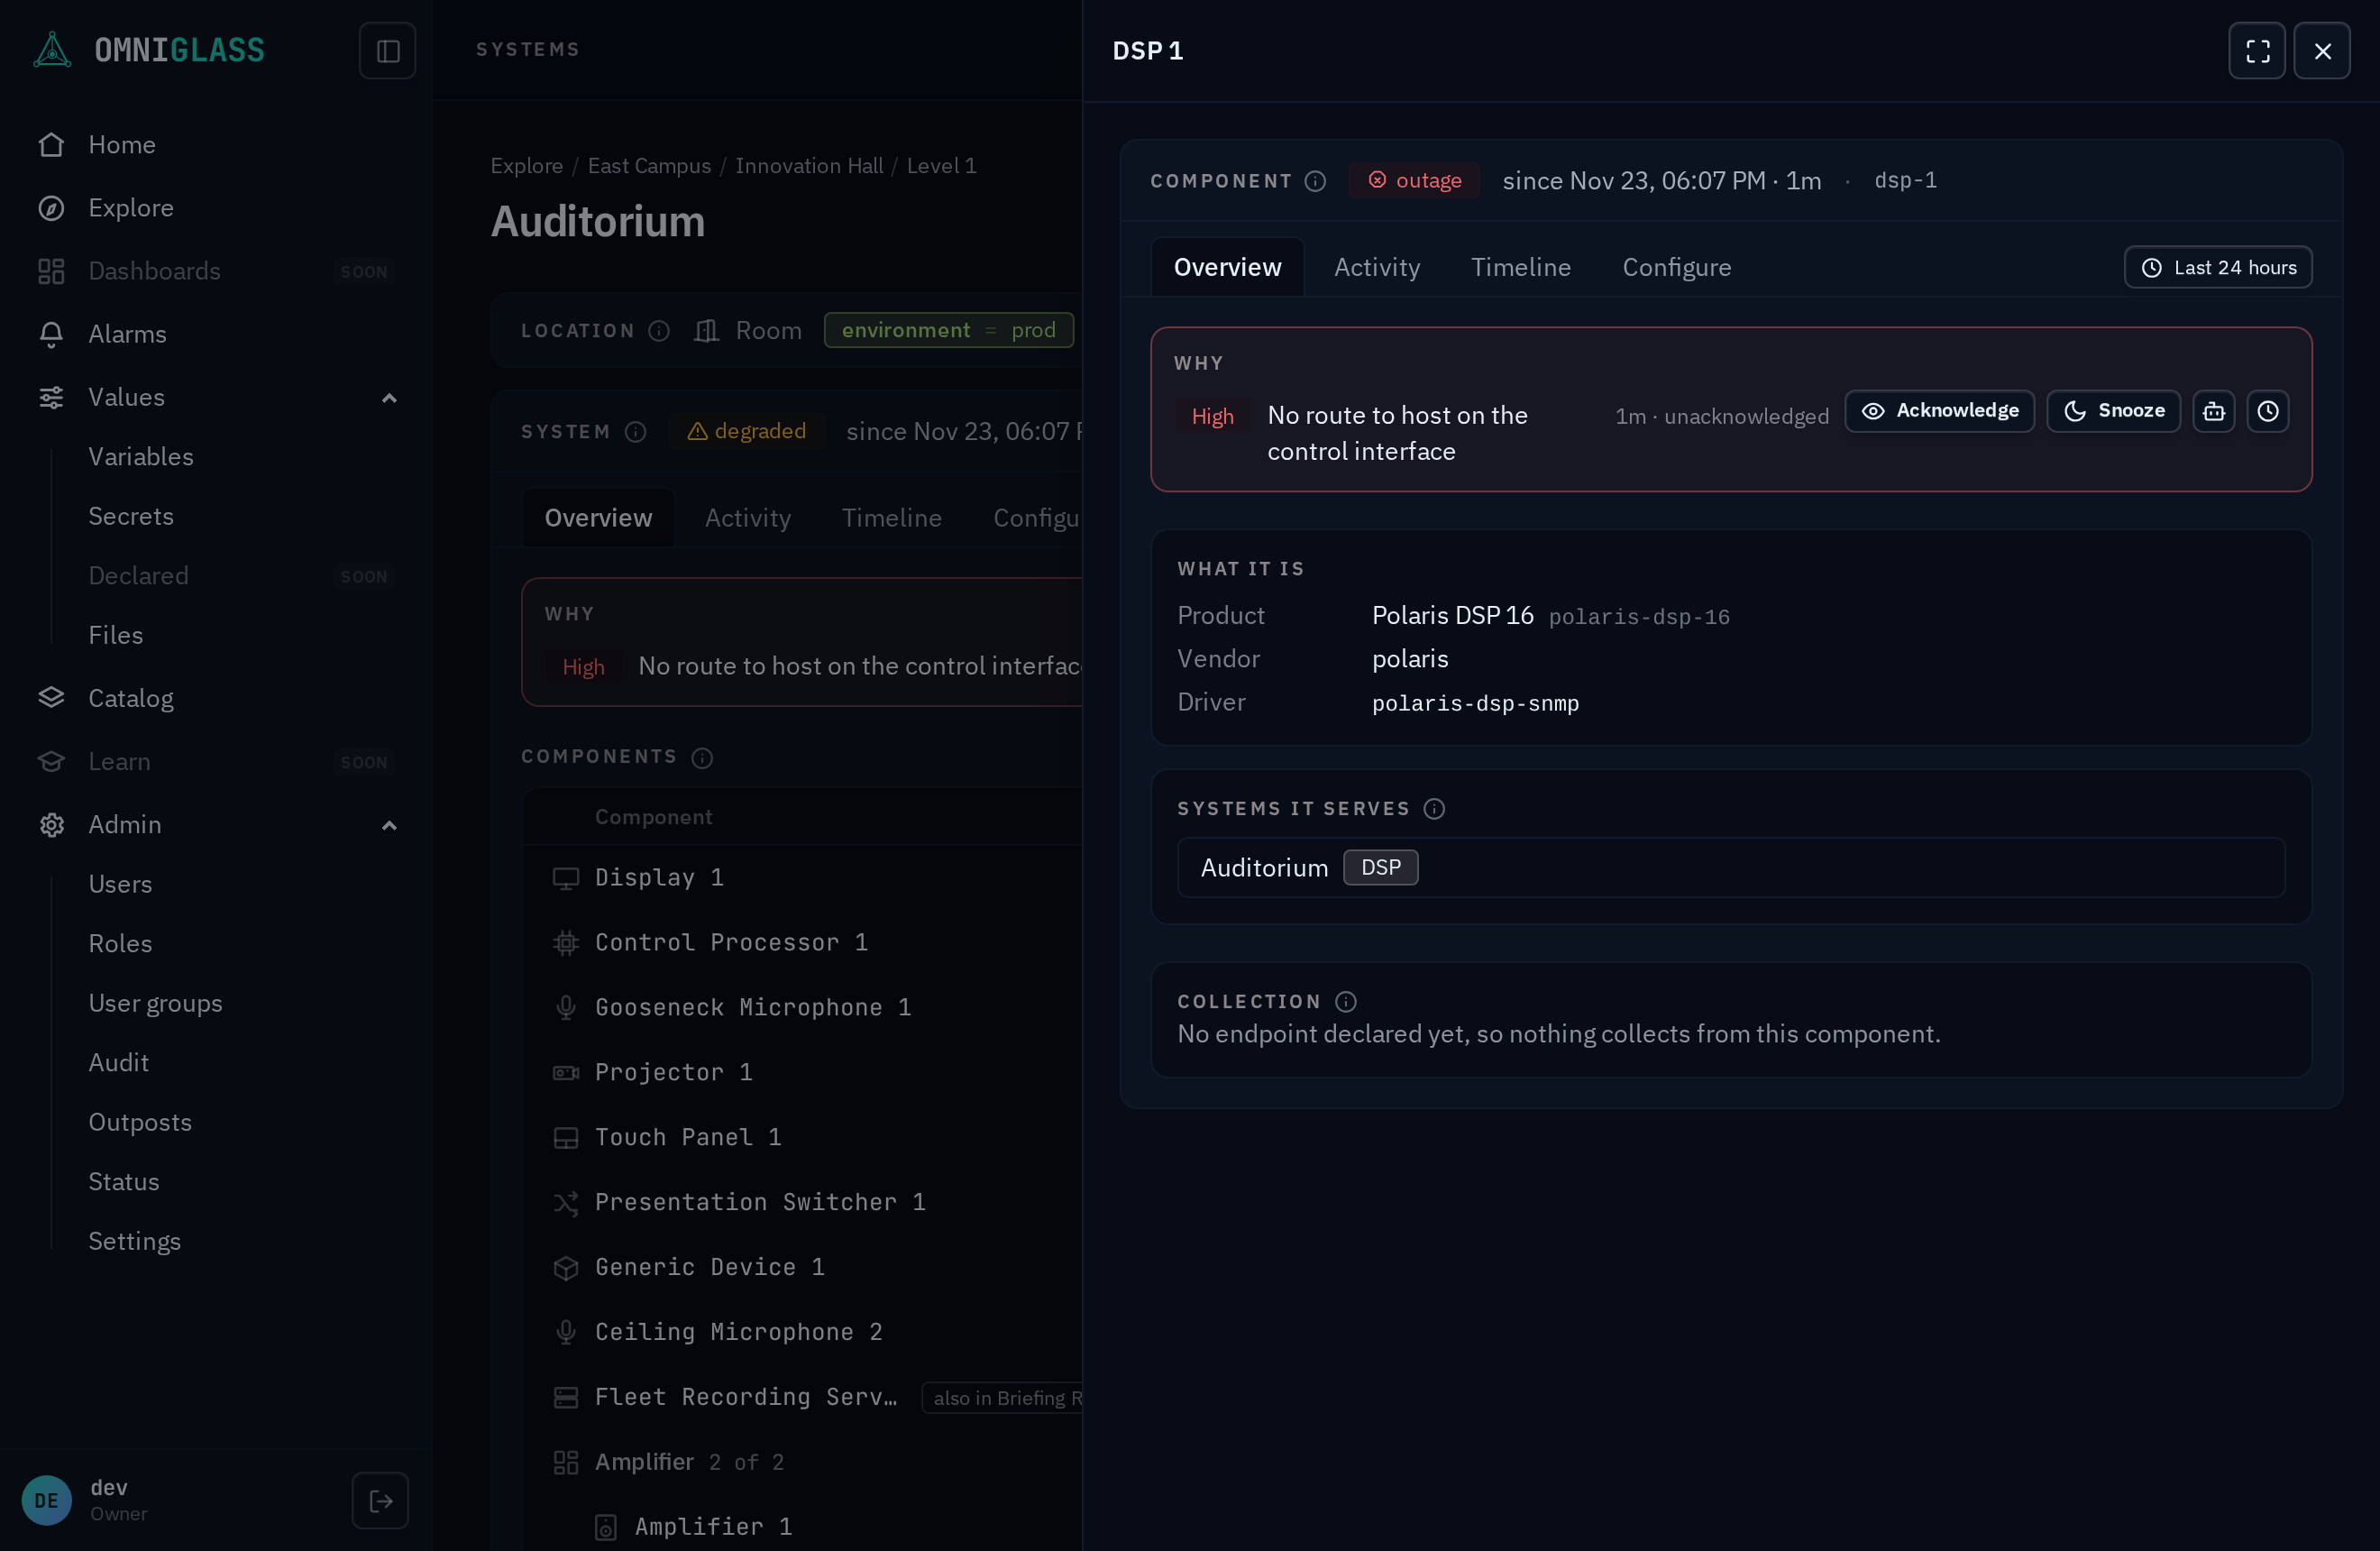 OMNIGLASS
Home
Explore
Dashboards SOON
Alarms
Values
Variables
Secrets
Declared SOON
Files
Catalog
Learn SOON
Admin
Users
Roles
User groups
Audit
Outposts
Status
Settings
DE dev
Owner
SYSTEMS
Explore / East Campus / Innovation Hall / Level 1
Auditorium
LOCATION Room environment = prod
SYSTEM degraded since Nov 23, 06:07
Overview Activity Timeline Configu
WHY
High No route to host on the control interfac
COMPONENTS
Component
Display 1
Control Processor 1
Gooseneck Microphone 1
Projector 1
Touch Panel 1
Presentation Switcher 1
Generic Device 1
Ceiling Microphone 2
Fleet Recording Serv… also in Briefing R
Amplifier 2 of 2
Amplifier 1
DSP 1
COMPONENT outage since Nov 23, 06:07 PM · 1m · dsp-1
Overview Activity Timeline Configure Last 24 hours
WHY
High No route to host on the 1m · unacknowledged Acknowledge Snooze
control interface
WHAT IT IS
Product Polaris DSP 16 polaris-dsp-16
Vendor polaris
Driver polaris-dsp-snmp
SYSTEMS IT SERVES
Auditorium DSP
COLLECTION
No endpoint declared yet, so nothing collects from this component.